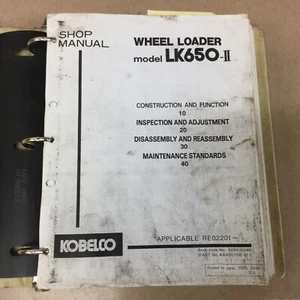 SHOP
MANUAL
WHEEL LOADER
model LK650-II
CONSTRUCTION AND FUNCTION
10
INSPECTION AND ADJUSTMENT
20
DISASSEMBLY AND REASSEMBLY
30
MAINTENANCE STANDARDS
40
APPLICABLE RE02201~
KOBELCO